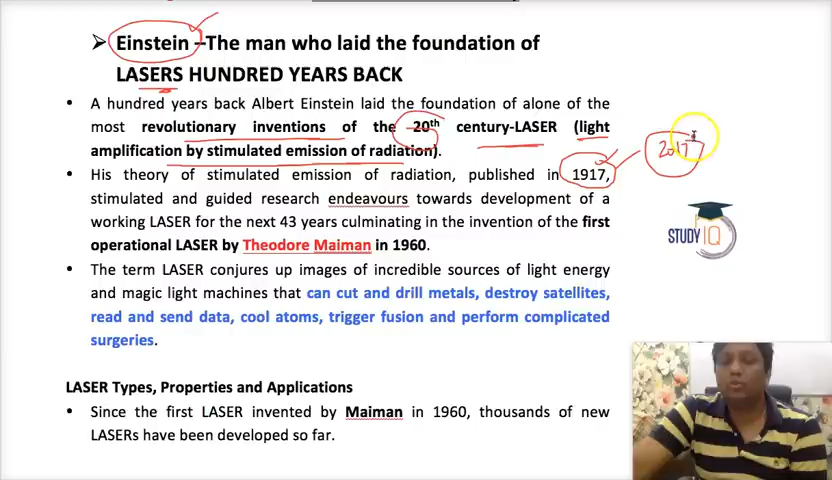 ➢ Einstein –The man who laid the foundation of
LASERS HUNDRED YEARS BACK
• A hundred years back Albert Einstein laid the foundation of alone of the
most revolutionary inventions of the 20th century-LASER (light
amplification by stimulated emission of radiation).
• His theory of stimulated emission of radiation, published in 1917,
2017
stimulated and guided research endeavours towards development of a
working LASER for the next 43 years culminating in the invention of the first
operational LASER by Theodore Maiman in 1960.
STUDY IQ
• The term LASER conjures up images of incredible sources of light energy
and magic light machines that can cut and drill metals, destroy satellites,
read and send data, cool atoms, trigger fusion and perform complicated
surgeries.
LASER Types, Properties and Applications
• Since the first LASER invented by Maiman in 1960, thousands of new
LASERs have been developed so far.